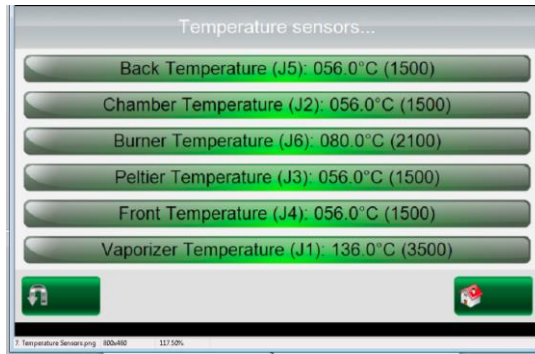 Temperature sensors...
Back Temperature (J5): 056.0°C (1500)
Chamber Temperature (J2): 056.0°C (1500)
Burner Temperature (J6): 080.0°C (2100)
Peltier Temperature (J3): 056.0°C (1500)
Front Temperature (J4): 056.0°C (1500)
Vaporizer Temperature (J1): 136.0°C (3500)
7. Temperature Sensors.png 800x480 117.50%